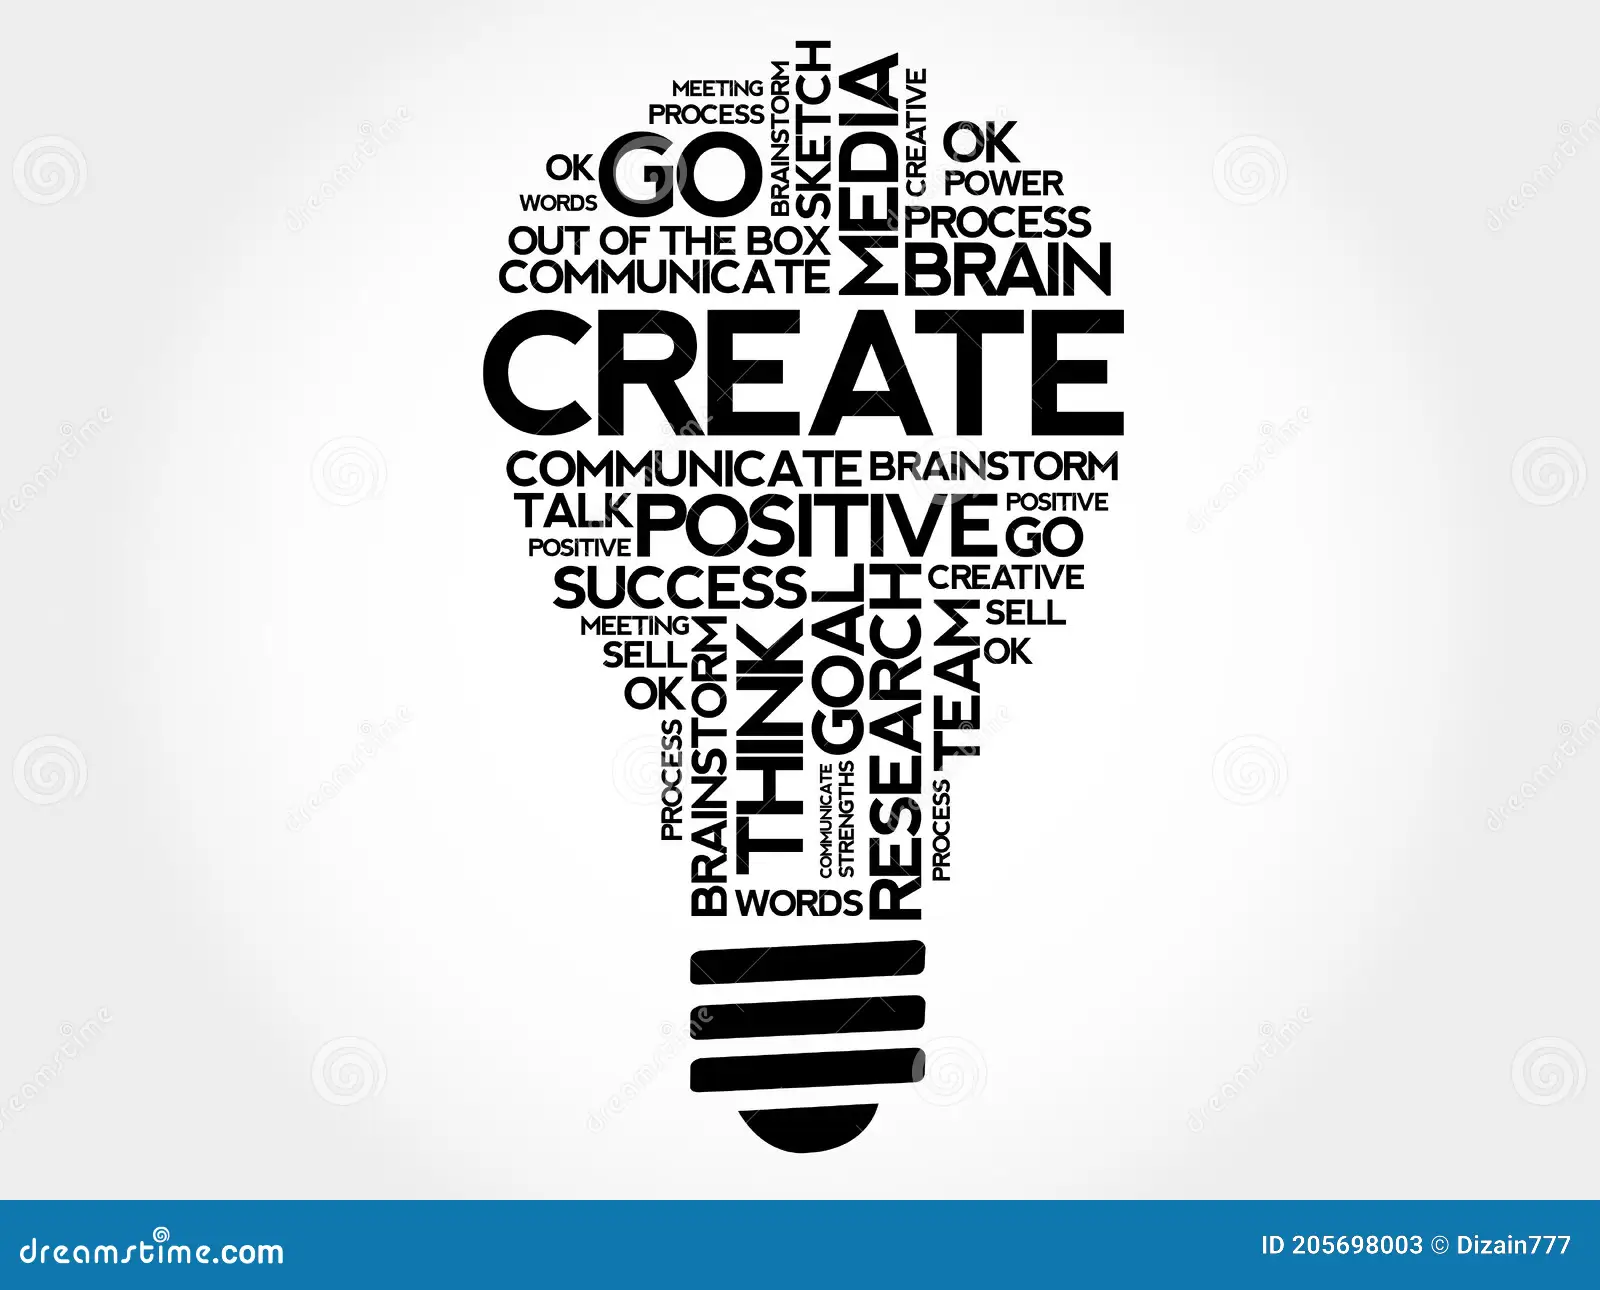 MEETING
PROCESS
OK
GO
WORDS
OUT OF THE BOX
COMMUNICATE
BRAINSTORM
SKETCH
MEDIA
CREATIVE
OK
POWER
PROCESS
BRAIN
CREATE
COMMUNICATE BRAINSTORM
TALK POSITIVE POSITIVE
POSITIVE GO
SUCCESS
CREATIVE
MEETING
SELL
OK
SELL
OK
PROCESS
BRAINSTORM
THINK
GOAL
COMMUNICATE
STRENGTHS
RESEARCH
TEAM
PROCESS
WORDS
dreamstime
dreamstime.com
ID 205698003 © Dizain777